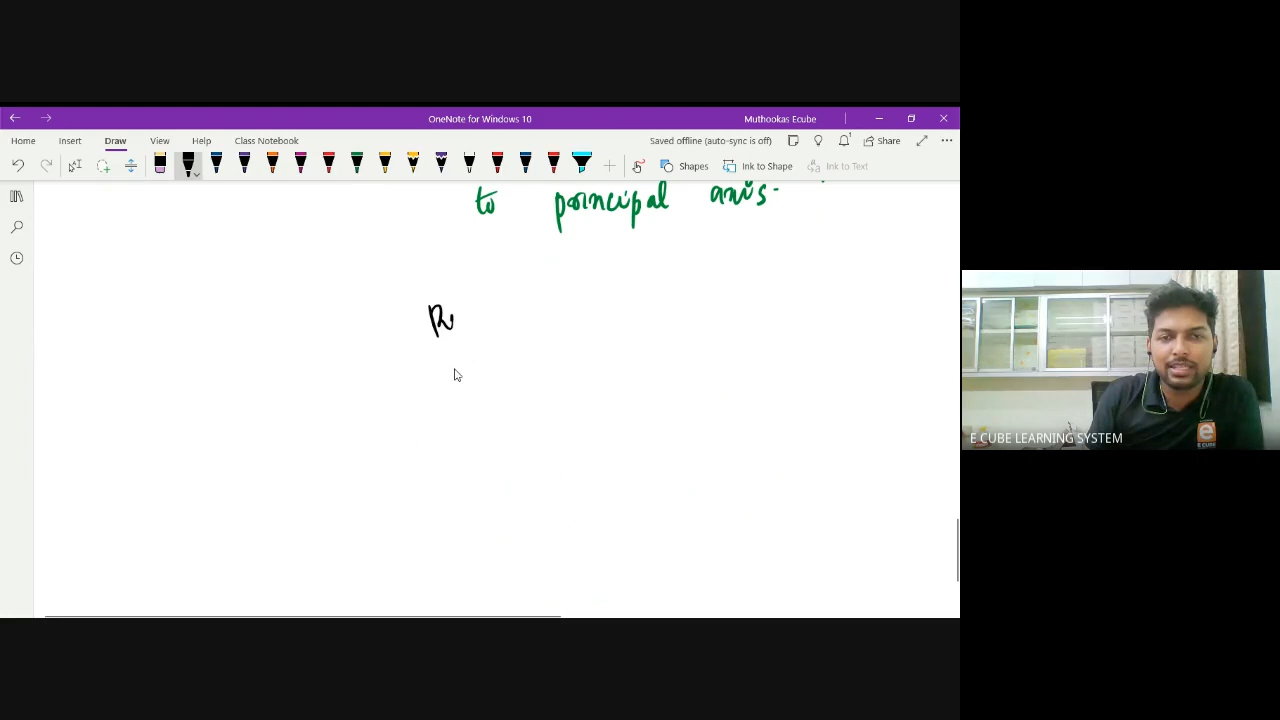 OneNote for Windows 10
Muthookas Ecube
Home Insert Draw View Help Class Notebook
Saved offline (auto-sync is off)
Share
Shapes Ink to Shape Ink to Text
to principal axis.
E CUBE LEARNING SYSTEM
e
E CUBE